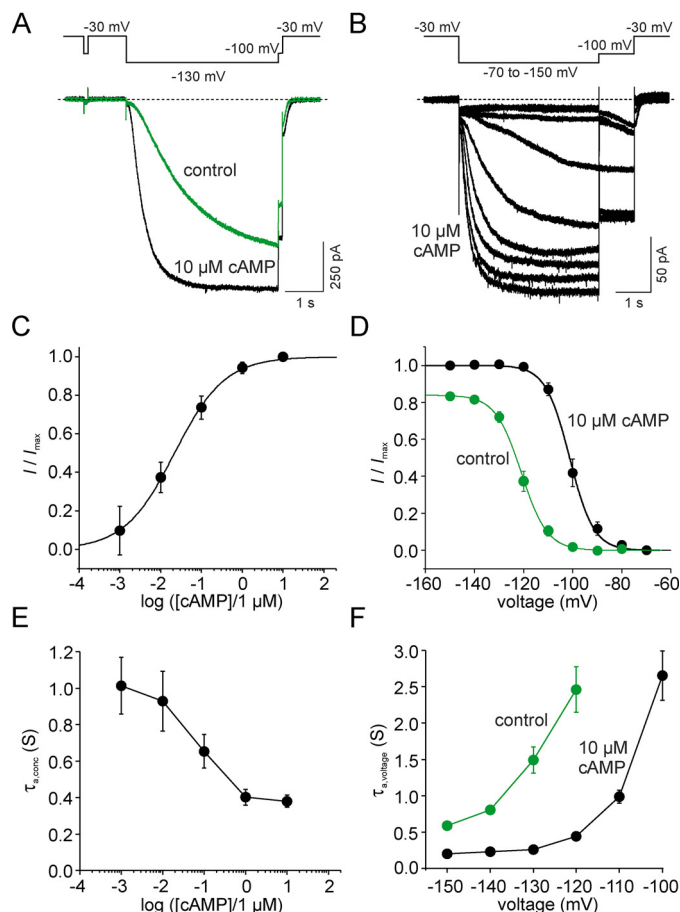 A
-30 mV
-30 mV
-100 mV
-130 mV
control
10 µM cAMP
250 pA
1 s
B
-30 mV
-30 mV
-100 mV
-70 to -150 mV
10 µM
cAMP
50 pA
1 s
C
I / Imax
1.0
0.8
0.6
0.4
0.2
0.0
-4 -3 -2 -1 0 1 2
log ([cAMP]/1 µM)
D
I / Imax
1.0
0.8
0.6
0.4
0.2
0.0
10 µM cAMP
control
-160 -140 -120 -100 -80 -60
voltage (mV)
E
τa,conc (S)
1.2
1.0
0.8
0.6
0.4
0.2
0.0
-4 -3 -2 -1 0 1 2
log ([cAMP]/1 µM)
F
τa,voltage (S)
3.0
2.5
2.0
1.5
1.0
0.5
0.0
control
10 µM
cAMP
-150 -140 -130 -120 -110 -100
voltage (mV)